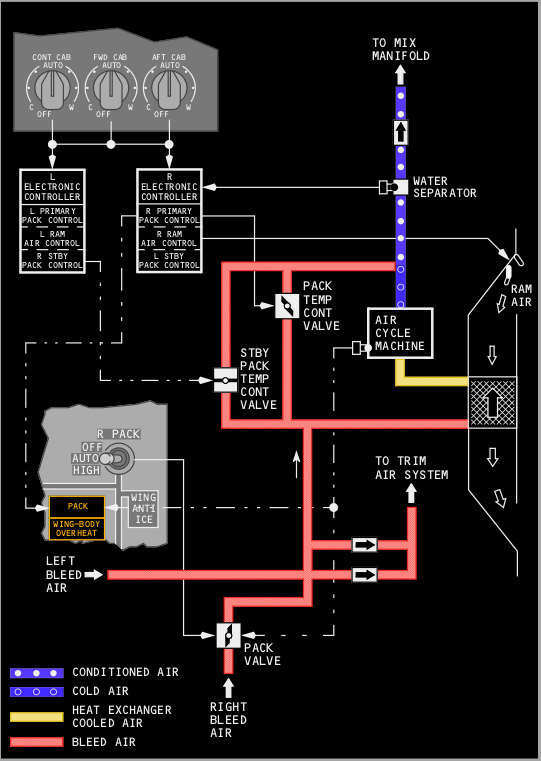 CONT CAB
AUTO
C
W
OFF
FWD CAB
AUTO
OFF
AFT CAB
AUTO
C
W
OFF
TO MIX
MANIFOLD
WATER
SEPARATOR
L
ELECTRONIC
CONTROLLER
L PRIMARY
PACK CONTROL
L RAM
AIR CONTROL
R STBY
PACK CONTROL
R
ELECTRONIC
CONTROLLER
R PRIMARY
PACK CONTROL
R RAM
AIR CONTROL
L STBY
PACK CONTROL
RAM
AIR
PACK
TEMP
CONT
VALVE
AIR
CYCLE
MACHINE
STBY
PACK
TEMP
CONT
VALVE
R PACK
OFF
AUTO
HIGH
PACK
WING-BODY
OVERHEAT
WING
ANTI
ICE
TO TRIM
AIR SYSTEM
LEFT
BLEED
AIR
PACK
VALVE
RIGHT
BLEED
AIR
CONDITIONED AIR
COLD AIR
HEAT EXCHANGER
COOLED AIR
BLEED AIR